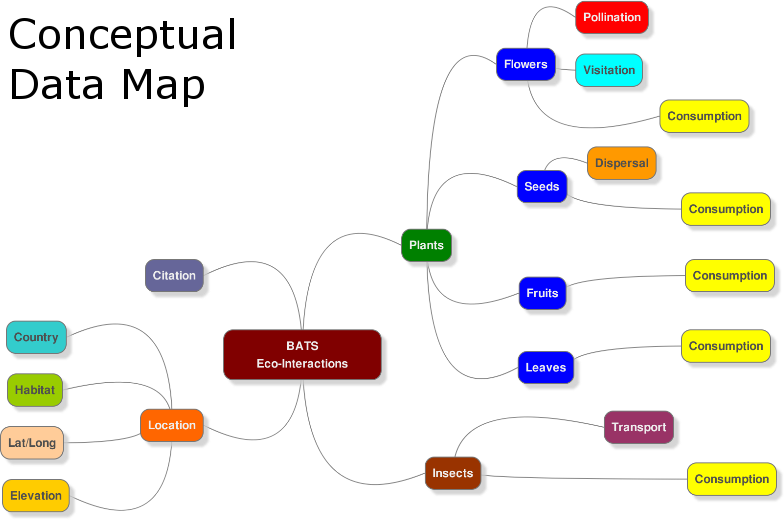 Conceptual
Data Map
Pollination
Flowers
Visitation
Consumption
Dispersal
Seeds
Consumption
Plants
Citation
Consumption
Fruits
Country
BATS
Eco-Interactions
Consumption
Leaves
Habitat
Location
Transport
Lat/Long
Insects
Consumption
Elevation